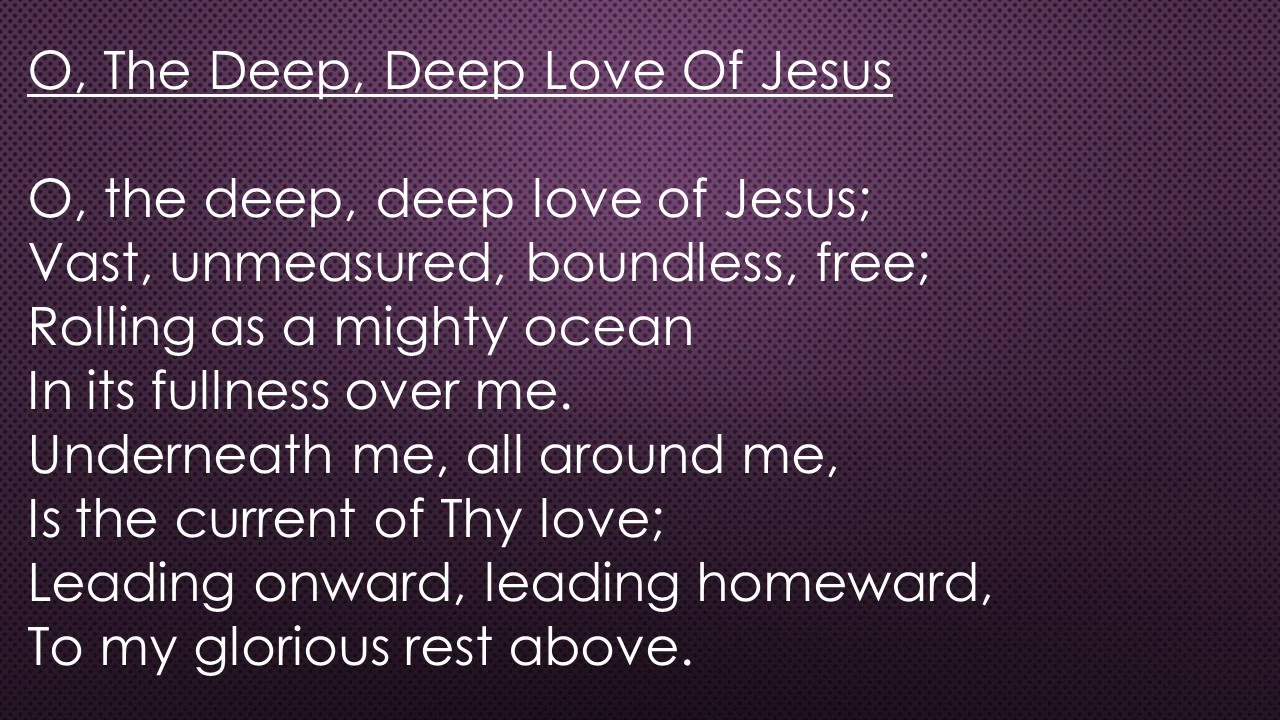 O, The Deep, Deep Love Of Jesus
O, the deep, deep love of Jesus;
Vast, unmeasured, boundless, free;
Rolling as a mighty ocean
In its fullness over me.
Underneath me, all around me,
Is the current of Thy love;
Leading onward, leading homeward,
To my glorious rest above.